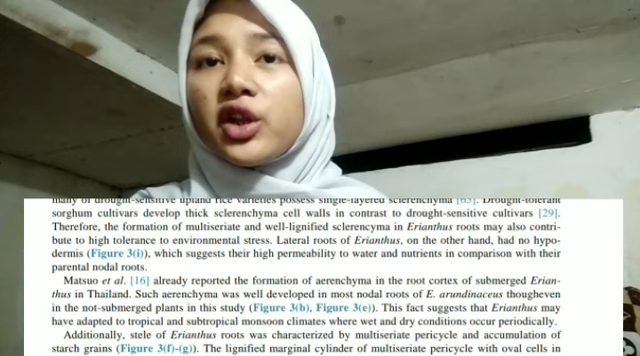 many of drought-sensitive upland rice varieties possess single-layered sclerenchyma [63]. Drought-tolerant
sorghum cultivars develop thick sclerenchyma cell walls in contrast to drought-sensitive cultivars [29].
Therefore, the formation of multiseriate and well-lignified sclerencyma in Erianthus roots may also contri-
bute to high tolerance to environmental stress. Lateral roots of Erianthus, on the other hand, had no hypo-
dermis (Figure 3(i)), which suggests their high permeability to water and nutrients in comparison with their
parental nodal roots.
Matsuo et al. [16] already reported the formation of aerenchyma in the root cortex of submerged Erian-
thus in Thailand. Such aerenchyma was well developed in most nodal roots of E. arundinaceus thougheven
in the not-submerged plants in this study (Figure 3(b), Figure 3(e)). This fact suggests that Erianthus may
have adapted to tropical and subtropical monsoon climates where wet and dry conditions occur periodically.
Additionally, stele of Erianthus roots was characterized by multiseriate pericycle and accumulation of
starch grains (Figure 3(f)-(g)). The lignified marginal cylinder of multiseriate pericycle with oval cells in